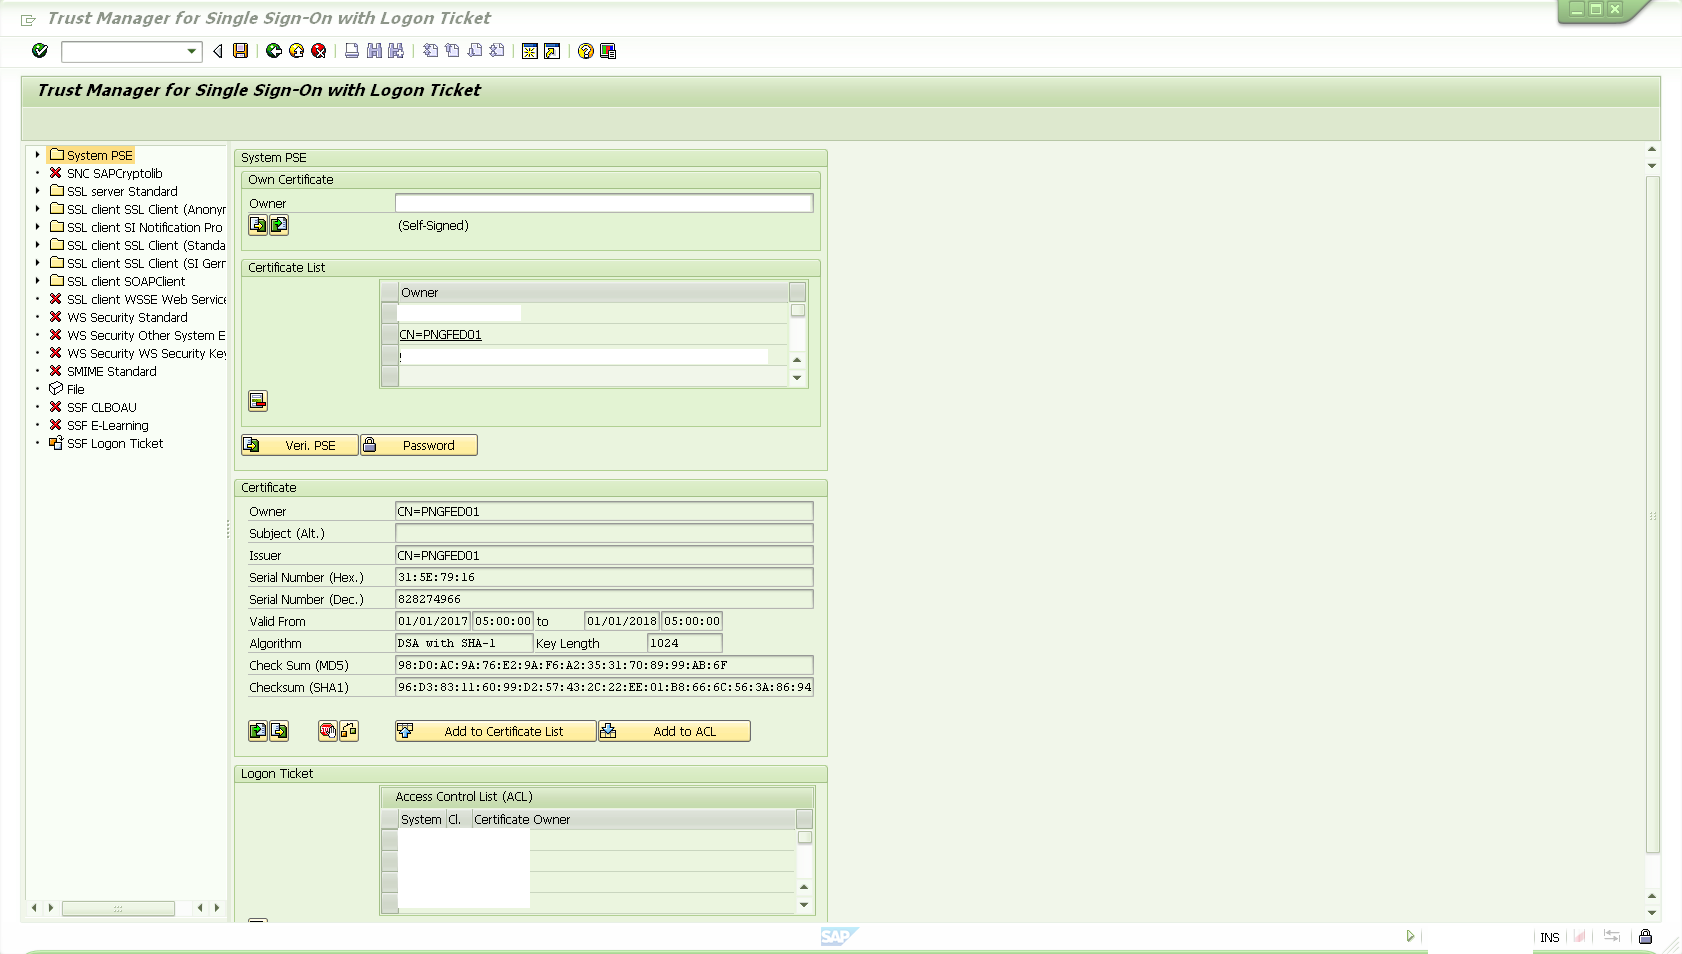 Trust Manager for Single Sign-On with Logon Ticket
Trust Manager for Single Sign-On with Logon Ticket
System PSE
SNC SAPCryptolib
SSL server Standard
SSL client SSL Client (Anonyr
SSL client SI Notification Pro
SSL client SSL Client (Standa
SSL client SSL Client (SI Gerr
SSL client SOAPClient
SSL client WSSE Web Service
WS Security Standard
WS Security Other System E
WS Security WS Security Key
SMIME Standard
File
SSF CLBOAU
SSF E-Learning
SSF Logon Ticket
System PSE
Own Certificate
Owner
(Self-Signed)
Certificate List
Owner
CN=PNGFED01
Veri. PSE Password
Certificate
Owner CN=PNGFED01
Subject (Alt.)
Issuer CN=PNGFED01
Serial Number (Hex.) 31:5E:79:16
Serial Number (Dec.) 828274966
Valid From 01/01/2017 05:00:00 to 01/01/2018 05:00:00
Algorithm DSA with SHA-1 Key Length 1024
Check Sum (MD5) 98:D0:AC:9A:76:E2:9A:F6:A2:35:31:70:89:99:AB:6F
Checksum (SHA1) 96:D3:83:11:60:99:D2:57:43:2C:22:EE:01:B8:66:6C:56:3A:86:94
Add to Certificate List Add to ACL
Logon Ticket
Access Control List (ACL)
System Cl. Certificate Owner
SAP
INS